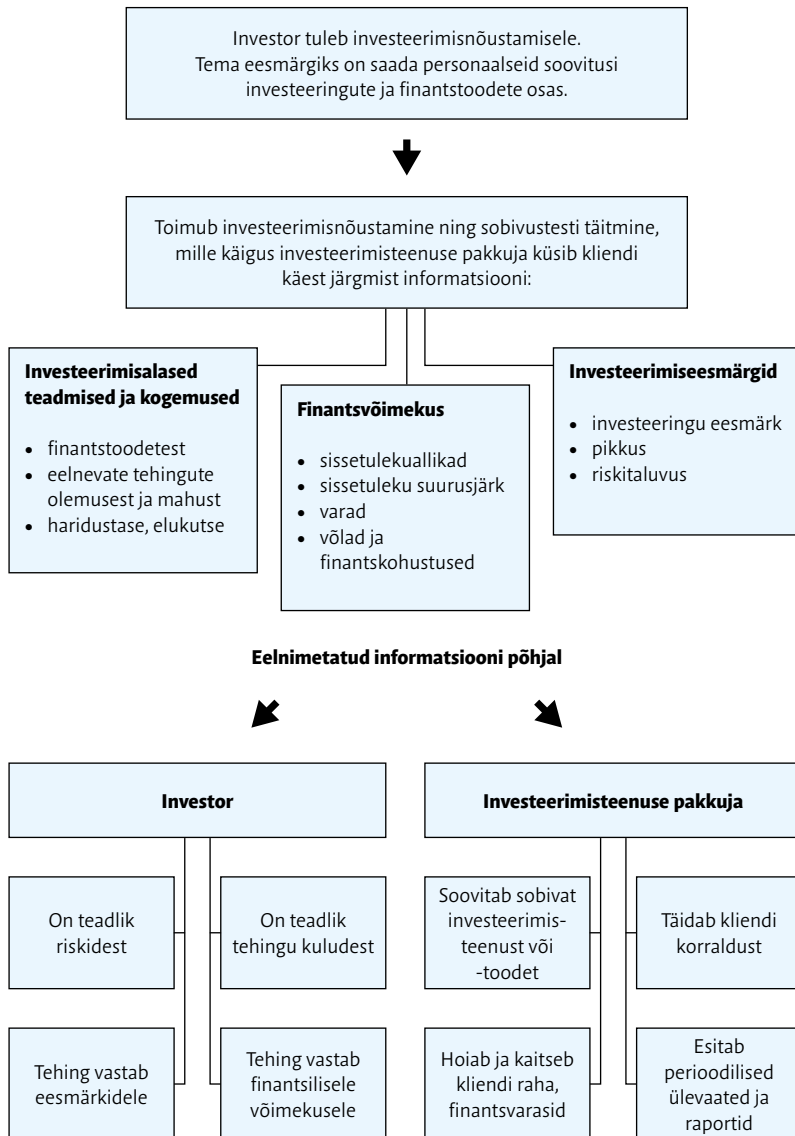 Investor tuleb investeerimisnõustamisele.
Tema eesmärgiks on saada personaalseid soovitusi
investeeringute ja finantstoodete osas.
Toimub investeerimisnõustamine ning sobivustesti täitmine,
mille käigus investeerimisteenuse pakkuja küsib kliendi
käest järgmist informatsiooni:
Investeerimisalased
teadmised ja kogemused
• finantstoodetest
• eelnevate tehingute
olemusest ja mahust
• haridustase, elukutse
Finantsvõimekus
• sissetulekuallikad
• sissetuleku suurusjärk
• varad
• võlad ja
finantskohustused
Investeerimiseesmärgid
• investeeringu eesmärk
• pikkus
• riskitaluvus
Eelnimetatud informatsiooni põhjal
Investor
On teadlik
riskidest
On teadlik
tehingu kuludest
Tehing vastab
eesmärkidele
Tehing vastab
finantsilisele
võimekusele
Investeerimisteenuse pakkuja
Soovitab sobivat
investeerimis-
teenust või
-toodet
Täidab kliendi
korraldust
Hoiab ja kaitseb
kliendi raha,
finantsvarasid
Esitab
perioodilised
ülevaated ja
raportid